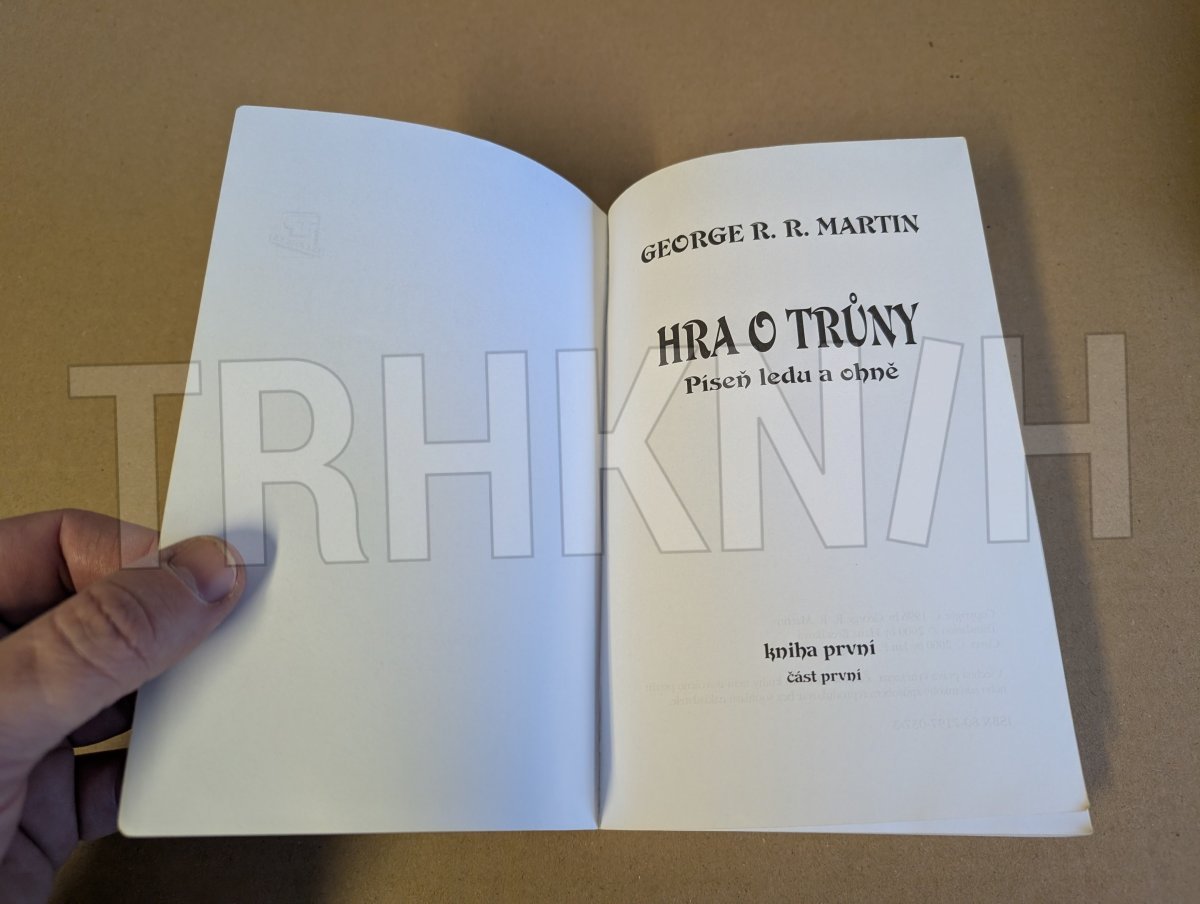 GEORGE R. R. MARTIN
HRA O TRŮNY
Píseň ledu a ohně
TRHKNIH
kniha první
část první